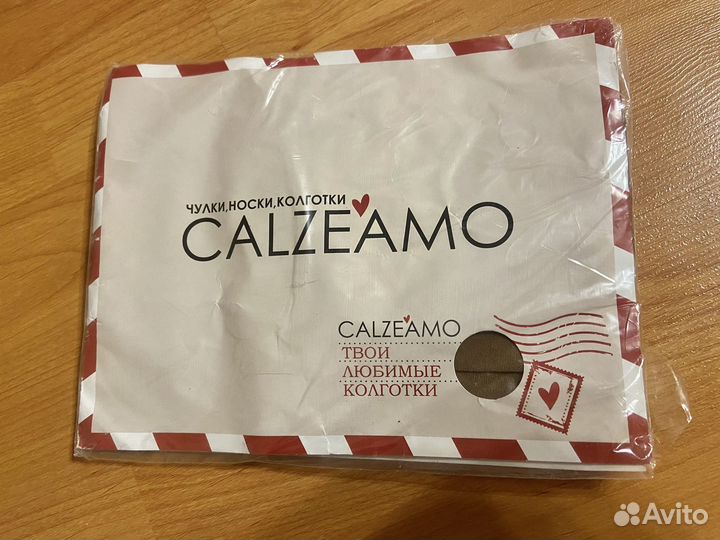 ЧУЛКИ,НОСКИ,КОЛГОТКИ
CALZEAMO
CALZEAMO
ТВОИ
ЛЮБИМЫЕ
КОЛГОТКИ
Avito